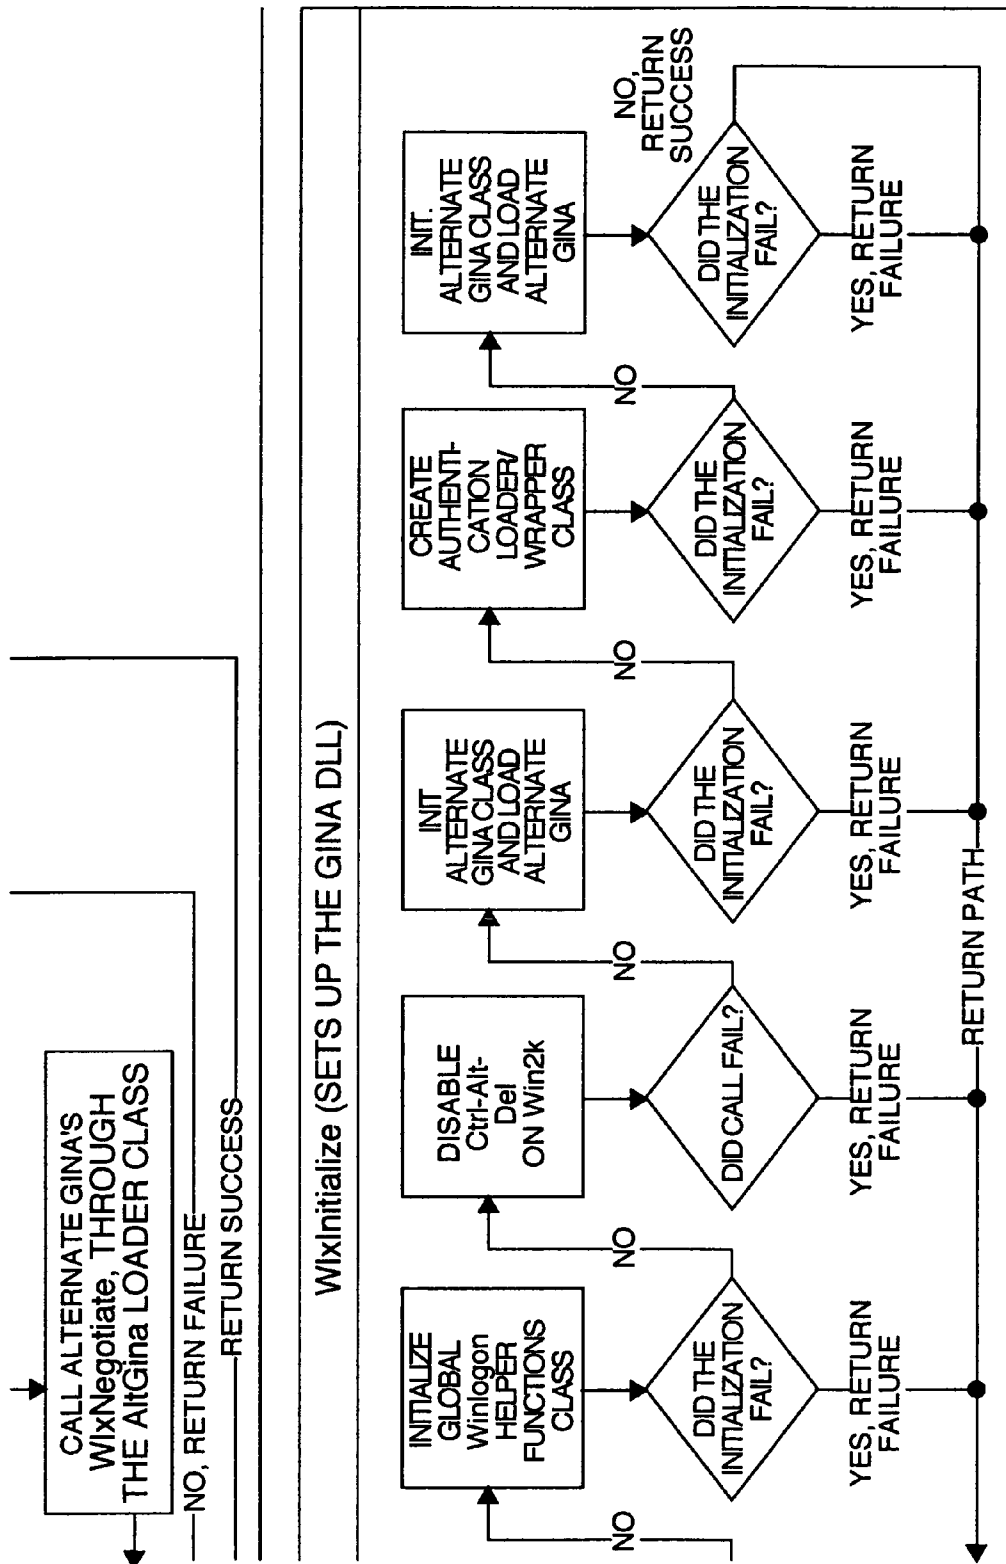 CALL ALTERNATE GINA'S
WlxNegotiate, THROUGH
THE AltGina LOADER CLASS
NO, RETURN FAILURE
RETURN SUCCESS
WlxInitialize (SETS UP THE GINA DLL)
NO
INITIALIZE
GLOBAL
Winlogon
HELPER
FUNCTIONS
CLASS
DID THE
INITIALIZATION
FAIL?
YES, RETURN
FAILURE
NO
DISABLE
Ctrl-Alt-
Del
ON Win2k
DID CALL FAIL?
YES, RETURN
FAILURE
NO
INIT
ALTERNATE
GINA CLASS
AND LOAD
ALTERNATE
GINA
DID THE
INITIALIZATION
FAIL?
YES, RETURN
FAILURE
NO
CREATE
AUTHENTI-
CATION
LOADER/
WRAPPER
CLASS
DID THE
INITIALIZATION
FAIL?
YES, RETURN
FAILURE
NO
INIT.
ALTERNATE
GINA CLASS
AND LOAD
ALTERNATE
GINA
DID THE
INITIALIZATION
FAIL?
NO,
RETURN
SUCCESS
YES, RETURN
FAILURE
RETURN PATH